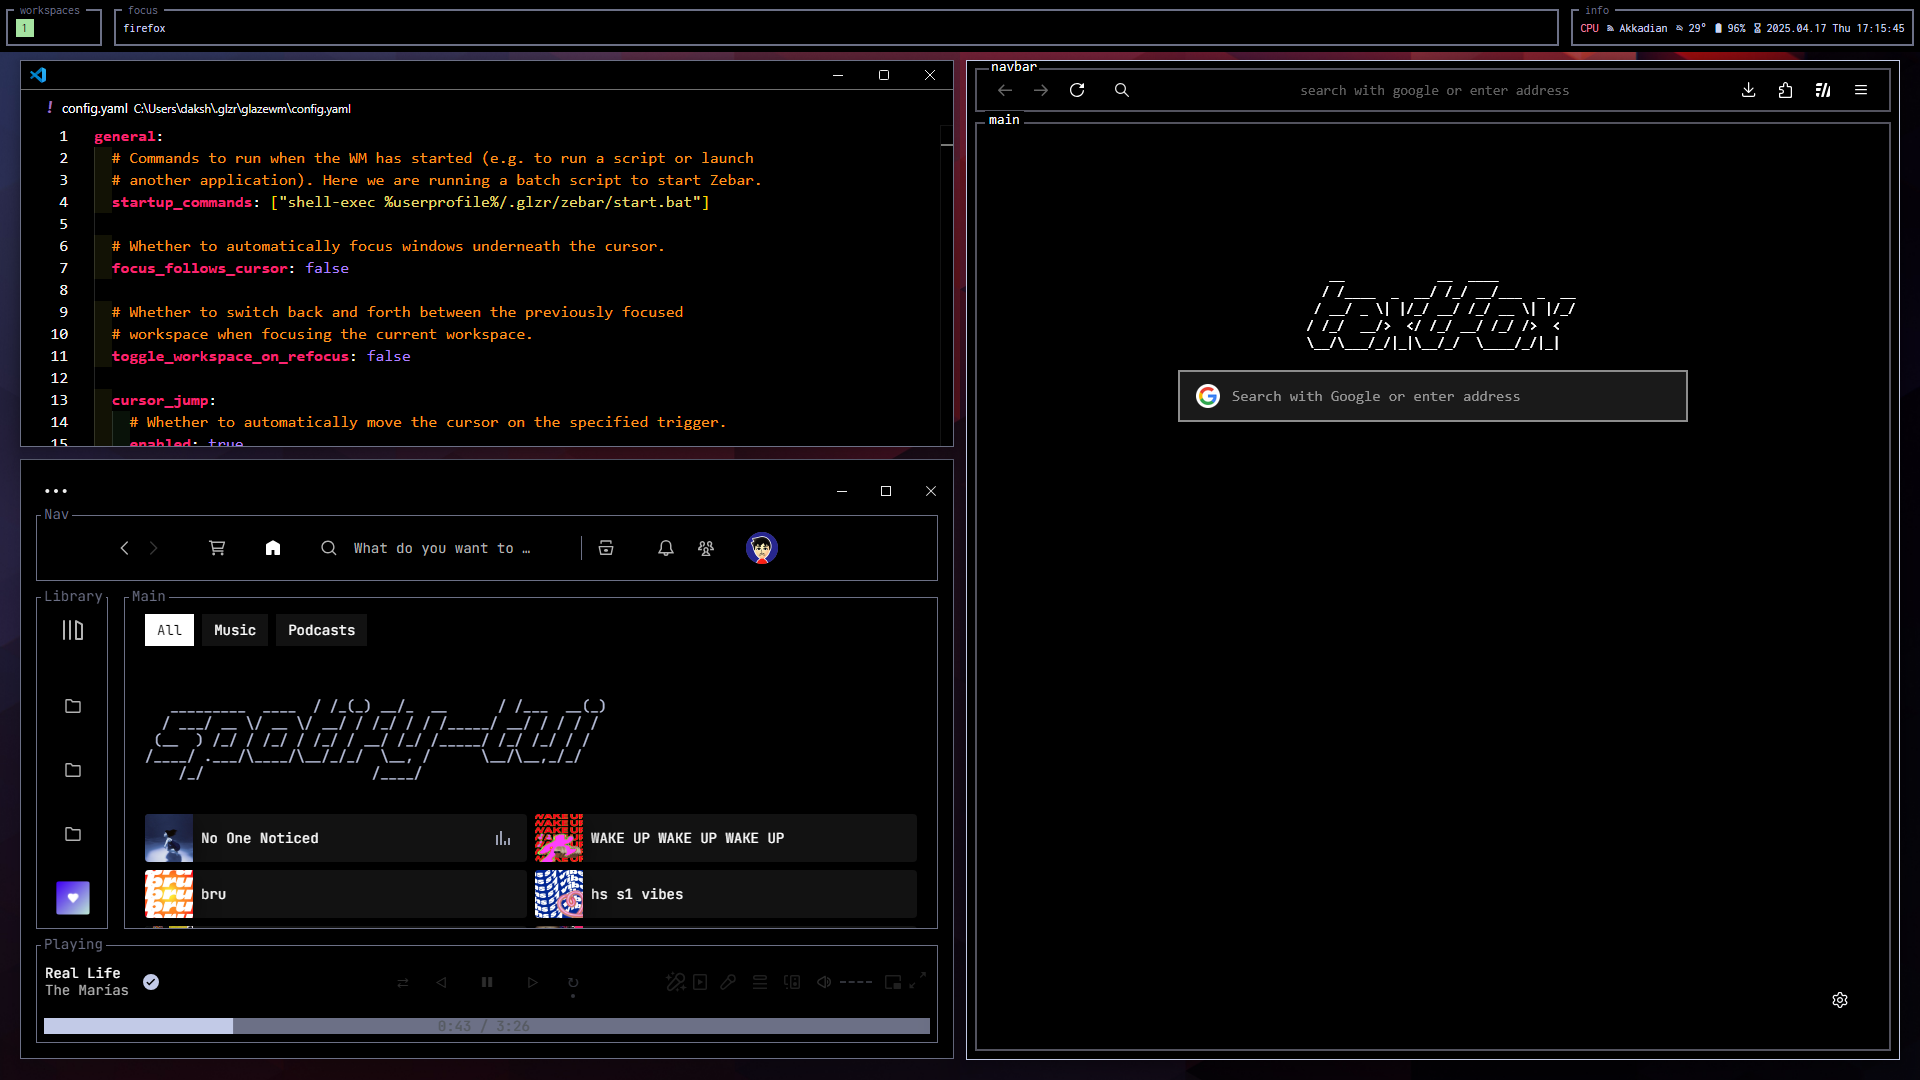 workspaces
1
focus
firefox
info
CPU Akkadian 29° 96% 2025.04.17 Thu 17:15:45
! config.yaml C:\Users\daksh\.glzr\glazewm\config.yaml
1 general:
2 # Commands to run when the WM has started (e.g. to run a script or launch
3 # another application). Here we are running a batch script to start Zebar.
4 startup_commands: ["shell-exec %userprofile%/.glzr/zebar/start.bat"]
5
6 # Whether to automatically focus windows underneath the cursor.
7 focus_follows_cursor: false
8
9 # Whether to switch back and forth between the previously focused
10 # workspace when focusing the current workspace.
11 toggle_workspace_on_refocus: false
12
13 cursor_jump:
14 # Whether to automatically move the cursor on the specified trigger.
15 enabled: true
Nav
What do you want to …
Library
Main
All Music Podcasts
spotify-tui
No One Noticed
WAKE UP WAKE UP WAKE UP
bru
bru
bru
bru
hs s1 vibes
Playing
Real Life
The Marías
0:43 / 3:26
navbar
search with google or enter address
main
textfox
Search with Google or enter address